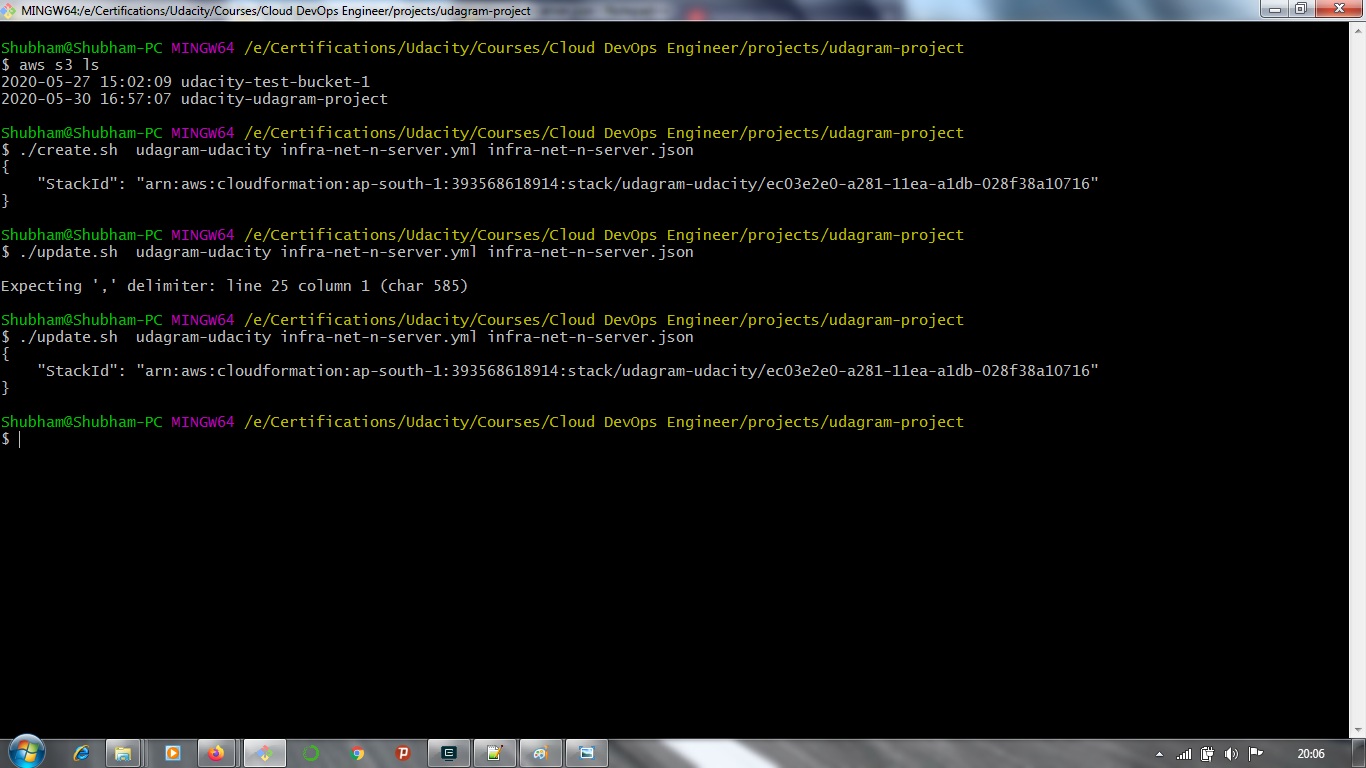 MINGW64:/e/Certifications/Udacity/Courses/Cloud DevOps Engineer/projects/udagram-project
Shubham@Shubham-PC MINGW64 /e/Certifications/Udacity/Courses/Cloud DevOps Engineer/projects/udagram-project
$ aws s3 ls
2020-05-27 15:02:09 udacity-test-bucket-1
2020-05-30 16:57:07 udacity-udagram-project
Shubham@Shubham-PC MINGW64 /e/Certifications/Udacity/Courses/Cloud DevOps Engineer/projects/udagram-project
$ ./create.sh  udagram-udacity infra-net-n-server.yml infra-net-n-server.json
{
    "StackId": "arn:aws:cloudformation:ap-south-1:393568618914:stack/udagram-udacity/ec03e2e0-a281-11ea-a1db-028f38a10716"
}
Shubham@Shubham-PC MINGW64 /e/Certifications/Udacity/Courses/Cloud DevOps Engineer/projects/udagram-project
$ ./update.sh  udagram-udacity infra-net-n-server.yml infra-net-n-server.json
Expecting ',' delimiter: line 25 column 1 (char 585)
Shubham@Shubham-PC MINGW64 /e/Certifications/Udacity/Courses/Cloud DevOps Engineer/projects/udagram-project
$ ./update.sh  udagram-udacity infra-net-n-server.yml infra-net-n-server.json
{
    "StackId": "arn:aws:cloudformation:ap-south-1:393568618914:stack/udagram-udacity/ec03e2e0-a281-11ea-a1db-028f38a10716"
}
Shubham@Shubham-PC MINGW64 /e/Certifications/Udacity/Courses/Cloud DevOps Engineer/projects/udagram-project
$
20:06